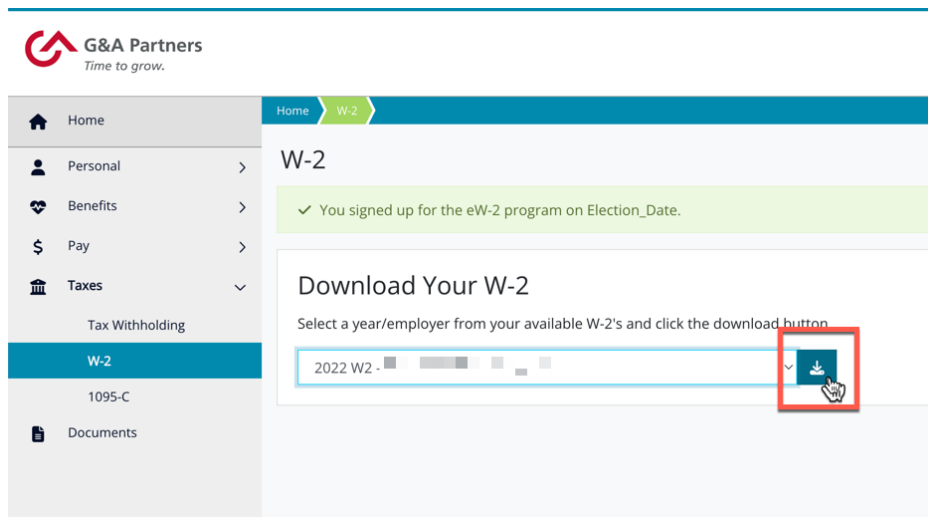 G&A Partners
Time to grow.
Home
Personal
Benefits
Pay
Taxes
Tax Withholding
W-2
1095-C
Documents
Home W-2
W-2
You signed up for the eW-2 program on Election_Date.
Download Your W-2
Select a year/employer from your available W-2's and click the download button
2022 W2 -